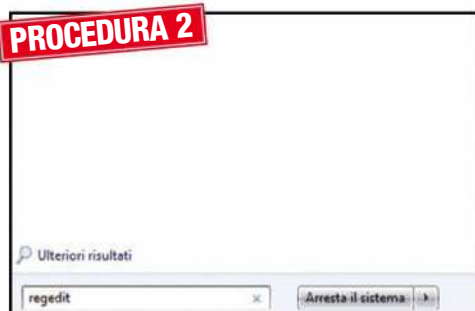 PROCEDURA 2
Ulteriori risultati
regedit
Arresta il sistema